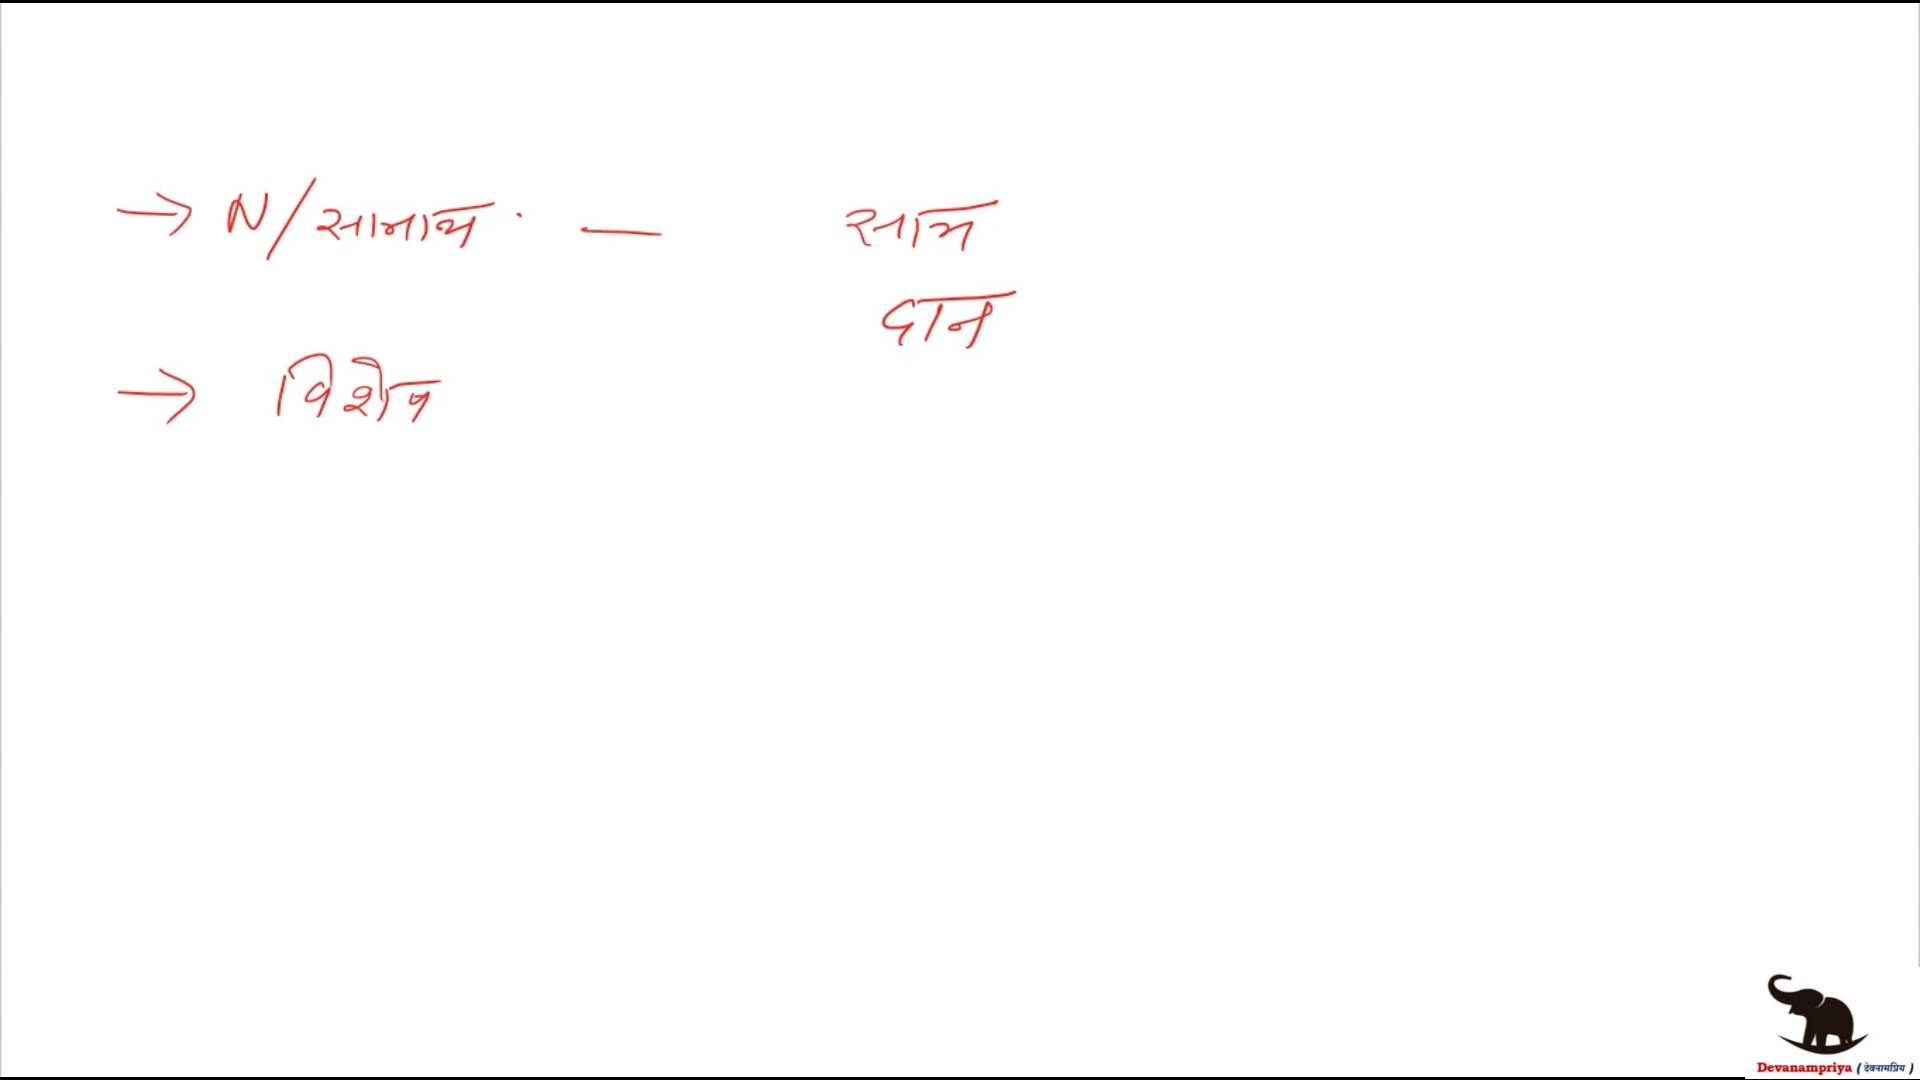 → N/सामान्य — साम
दान
→ विशेष
Devanampriya ( देवनामप्रिय )